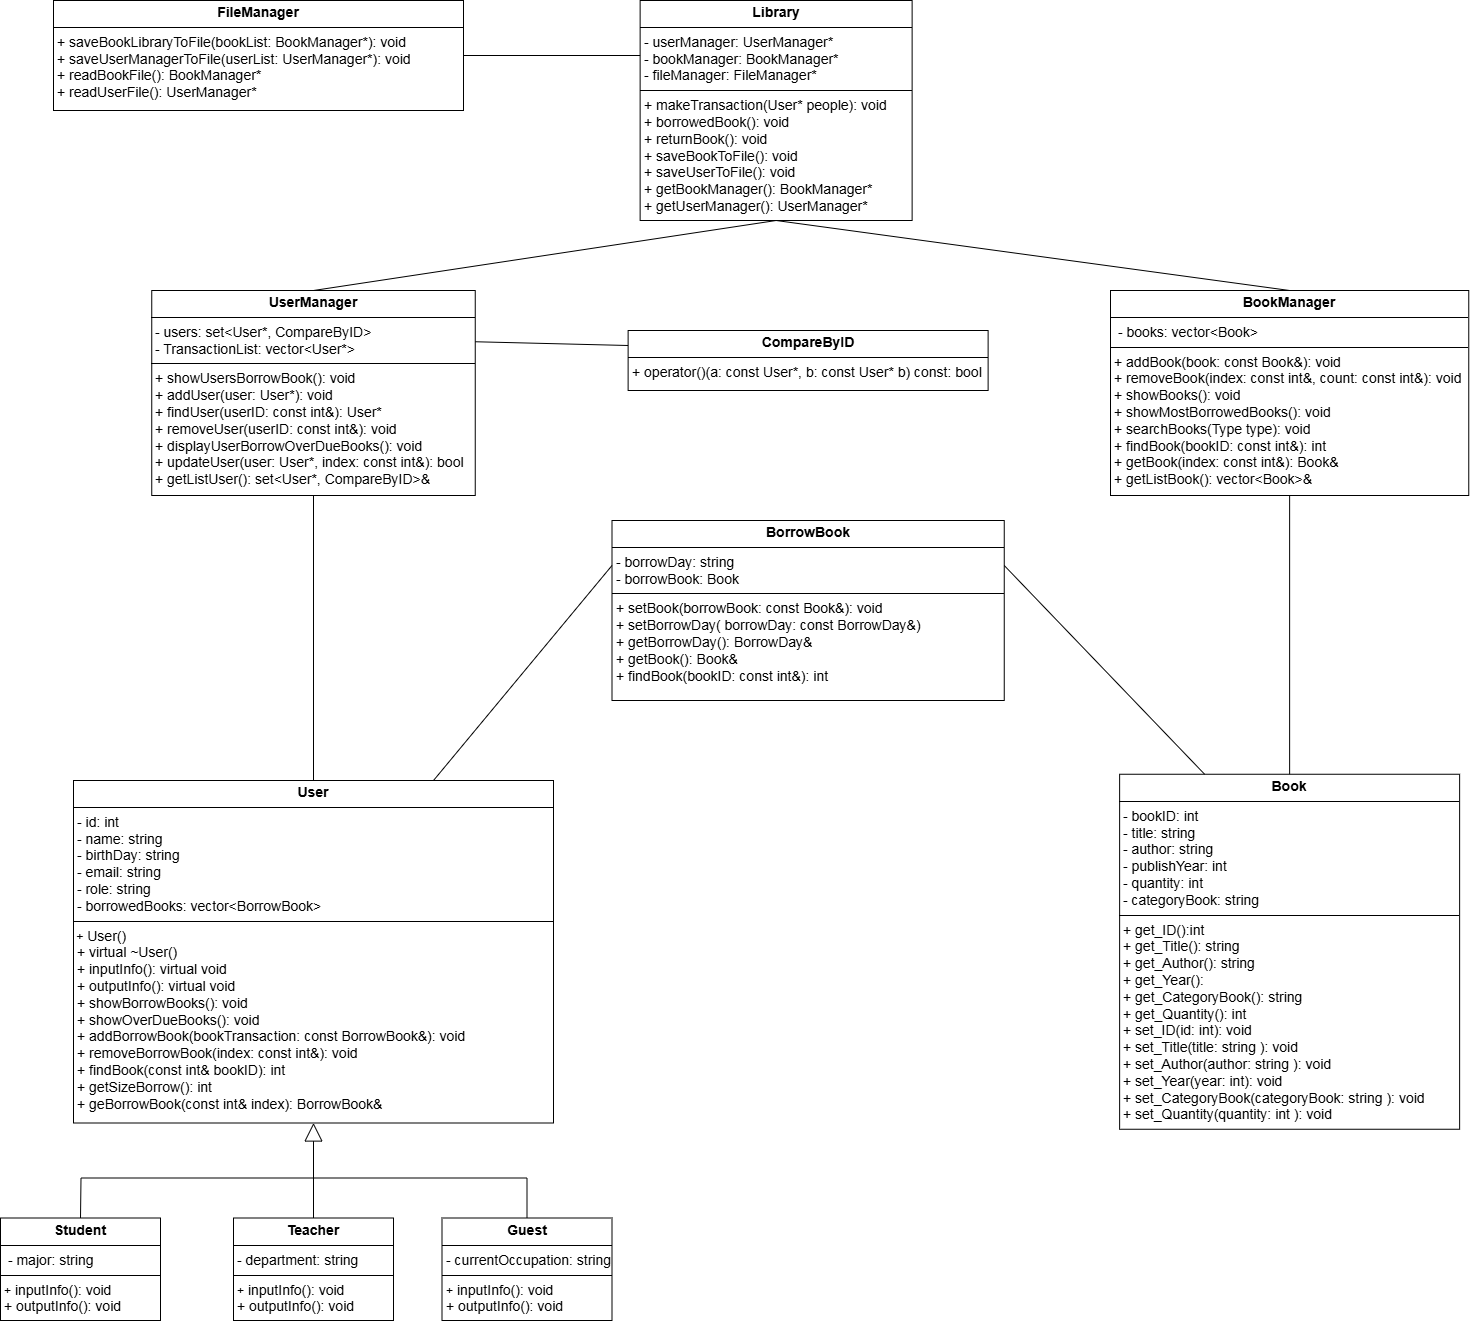 FileManager
+ saveBookLibraryToFile(bookList: BookManager*): void
+ saveUserManagerToFile(userList: UserManager*): void
+ readBookFile(): BookManager*
+ readUserFile(): UserManager*
Library
- userManager: UserManager*
- bookManager: BookManager*
- fileManager: FileManager*
+ makeTransaction(User* people): void
+ borrowedBook(): void
+ returnBook(): void
+ saveBookToFile(): void
+ saveUserToFile(): void
+ getBookManager(): BookManager*
+ getUserManager(): UserManager*
UserManager
- users: set<User*, CompareByID>
- TransactionList: vector<User*>
+ showUsersBorrowBook(): void
+ addUser(user: User*): void
+ findUser(userID: const int&): User*
+ removeUser(userID: const int&): void
+ displayUserBorrowOverDueBooks(): void
+ updateUser(user: User*, index: const int&): bool
+ getListUser(): set<User*, CompareByID>&
CompareByID
+ operator()(a: const User*, b: const User* b) const: bool
BookManager
- books: vector<Book>
+ addBook(book: const Book&): void
+ removeBook(index: const int&, count: const int&): void
+ showBooks(): void
+ showMostBorrowedBooks(): void
+ searchBooks(Type type): void
+ findBook(bookID: const int&): int
+ getBook(index: const int&): Book&
+ getListBook(): vector<Book>&
BorrowBook
- borrowDay: string
- borrowBook: Book
+ setBook(borrowBook: const Book&): void
+ setBorrowDay( borrowDay: const BorrowDay&)
+ getBorrowDay(): BorrowDay&
+ getBook(): Book&
+ findBook(bookID: const int&): int
User
- id: int
- name: string
- birthDay: string
- email: string
- role: string
- borrowedBooks: vector<BorrowBook>
+ User()
+ virtual ~User()
+ inputInfo(): virtual void
+ outputInfo(): virtual void
+ showBorrowBooks(): void
+ showOverDueBooks(): void
+ addBorrowBook(bookTransaction: const BorrowBook&): void
+ removeBorrowBook(index: const int&): void
+ findBook(const int& bookID): int
+ getSizeBorrow(): int
+ geBorrowBook(const int& index): BorrowBook&
Book
- bookID: int
- title: string
- author: string
- publishYear: int
- quantity: int
- categoryBook: string
+ get_ID():int
+ get_Title(): string
+ get_Author(): string
+ get_Year():
+ get_CategoryBook(): string
+ get_Quantity(): int
+ set_ID(id: int): void
+ set_Title(title: string ): void
+ set_Author(author: string ): void
+ set_Year(year: int): void
+ set_CategoryBook(categoryBook: string ): void
+ set_Quantity(quantity: int ): void
Student
- major: string
+ inputInfo(): void
+ outputInfo(): void
Teacher
- department: string
+ inputInfo(): void
+ outputInfo(): void
Guest
- currentOccupation: string
+ inputInfo(): void
+ outputInfo(): void